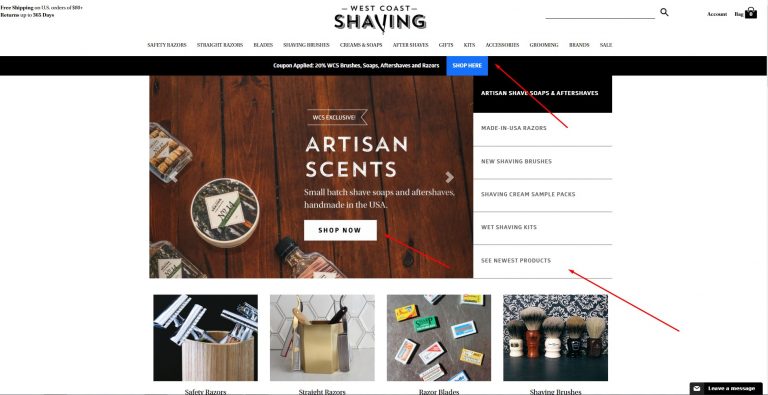 Free Shipping on U.S. orders of $80+
Returns up to 365 Days
WEST COAST
SHAVING
Account
Bag
0
SAFETY RAZORS STRAIGHT RAZORS BLADES SHAVING BRUSHES CREAMS & SOAPS AFTER SHAVES GIFTS KITS ACCESSORIES GROOMING BRANDS SALE
Coupon Applied: 20% WCS Brushes, Soaps, Aftershaves and Razors SHOP HERE
WCS EXCLUSIVE!
ARTISAN
SCENTS
Small batch shave soaps and aftershaves,
handmade in the USA.
SHOP NOW
Nº 14
ARTISAN SHAVE SOAPS & AFTERSHAVES
MADE-IN-USA RAZORS
NEW SHAVING BRUSHES
SHAVING CREAM SAMPLE PACKS
WET SHAVING KITS
SEE NEWEST PRODUCTS
Safety Razors Straight Razors Razor Blades Shaving Brushes
Leave a message